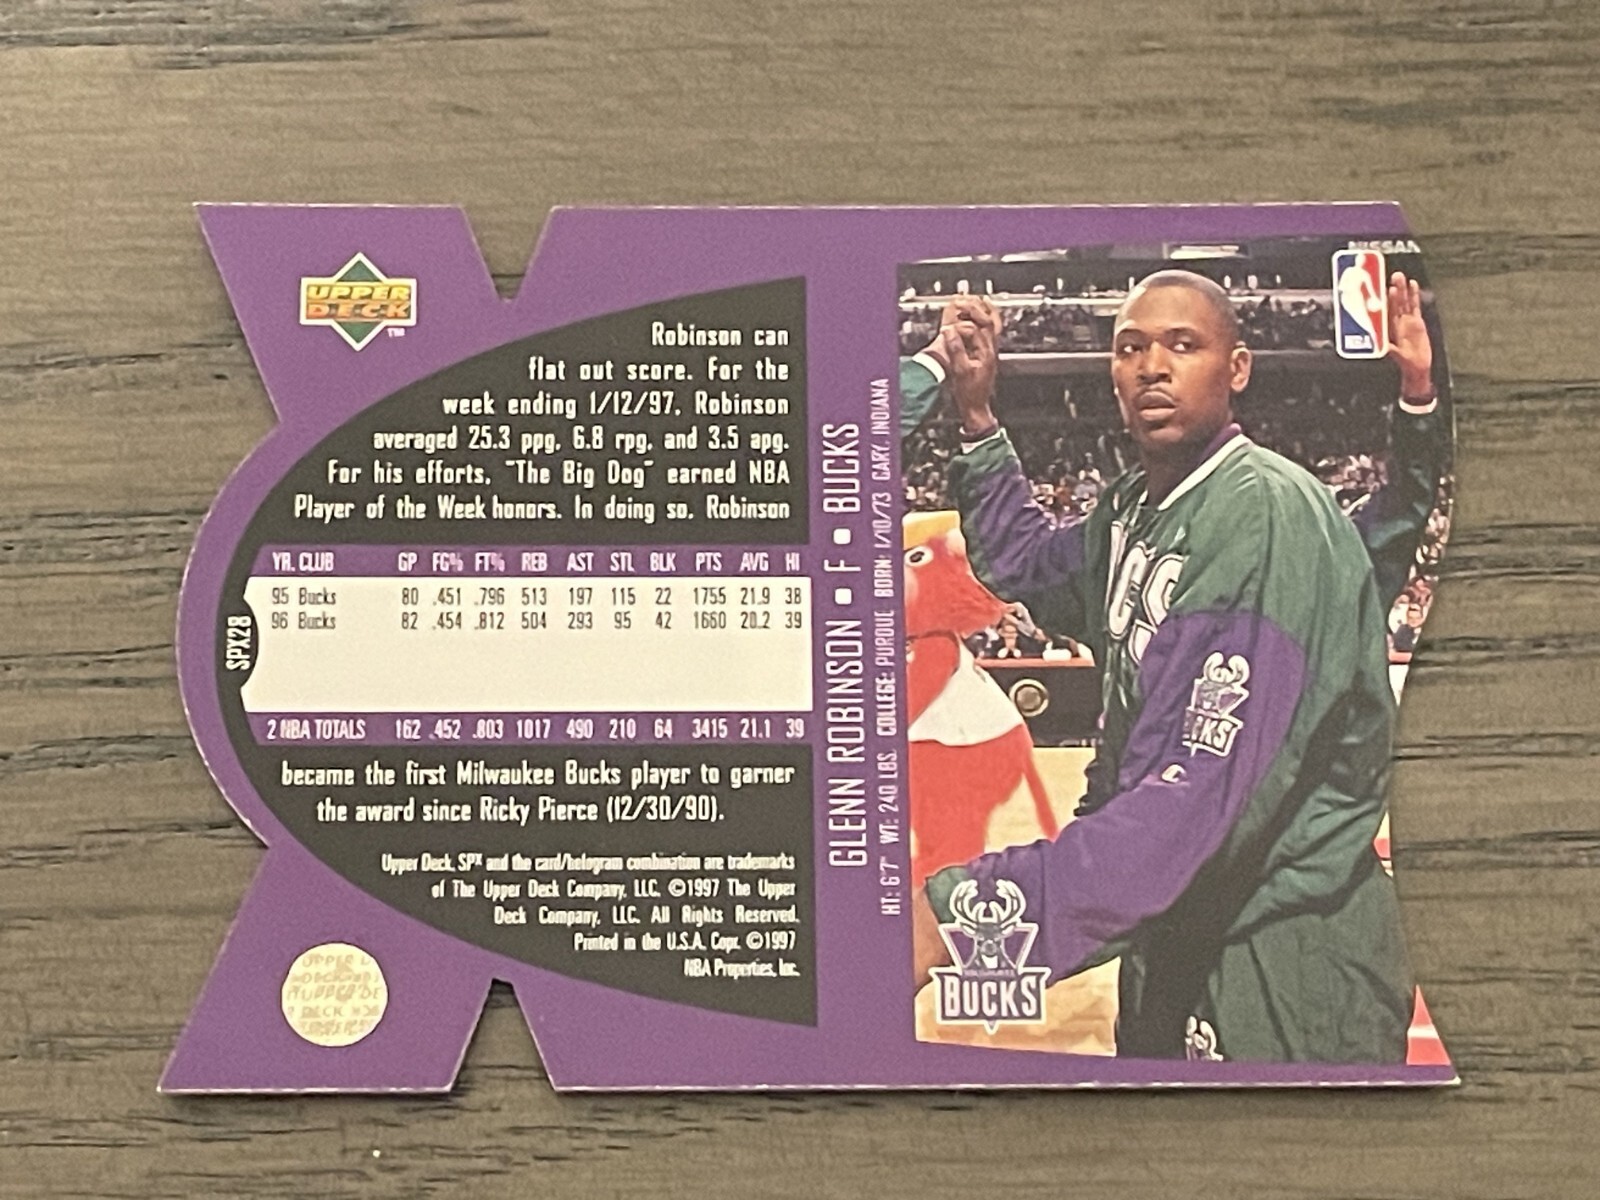 UPPER
DECK
TM
Robinson can
flat out score. For the
week ending 1/12/97, Robinson
averaged 25.3 ppg, 6.8 rpg, and 3.5 apg.
For his efforts, "The Big Dog" earned NBA
Player of the Week honors. In doing so, Robinson
YR. CLUB GP FG% FT% REB AST STL BLK PTS AVG HI
95 Bucks 80 .451 .796 513 197 115 22 1755 21.9 38
96 Bucks 82 .454 .812 504 293 95 42 1660 20.2 39
2 NBA TOTALS 162 .452 .803 1017 490 210 64 3415 21.1 39
SPX28
became the first Milwaukee Bucks player to garner
the award since Ricky Pierce (12/30/90).
Upper Deck, SPx and the card/hologram combination are trademarks
of The Upper Deck Company, LLC. ©1997 The Upper
Deck Company, LLC. All Rights Reserved.
Printed in the U.S.A. Copr. ©1997
NBA Properties, Inc.
GLENN ROBINSON ▪ F ▪ BUCKS
HT: 6'7" WT: 240 LBS. COLLEGE: PURDUE BORN: 1/10/73 GARY, INDIANA
NISSAN
NBA
BUCKS
MILWAUKEE
BUCKS